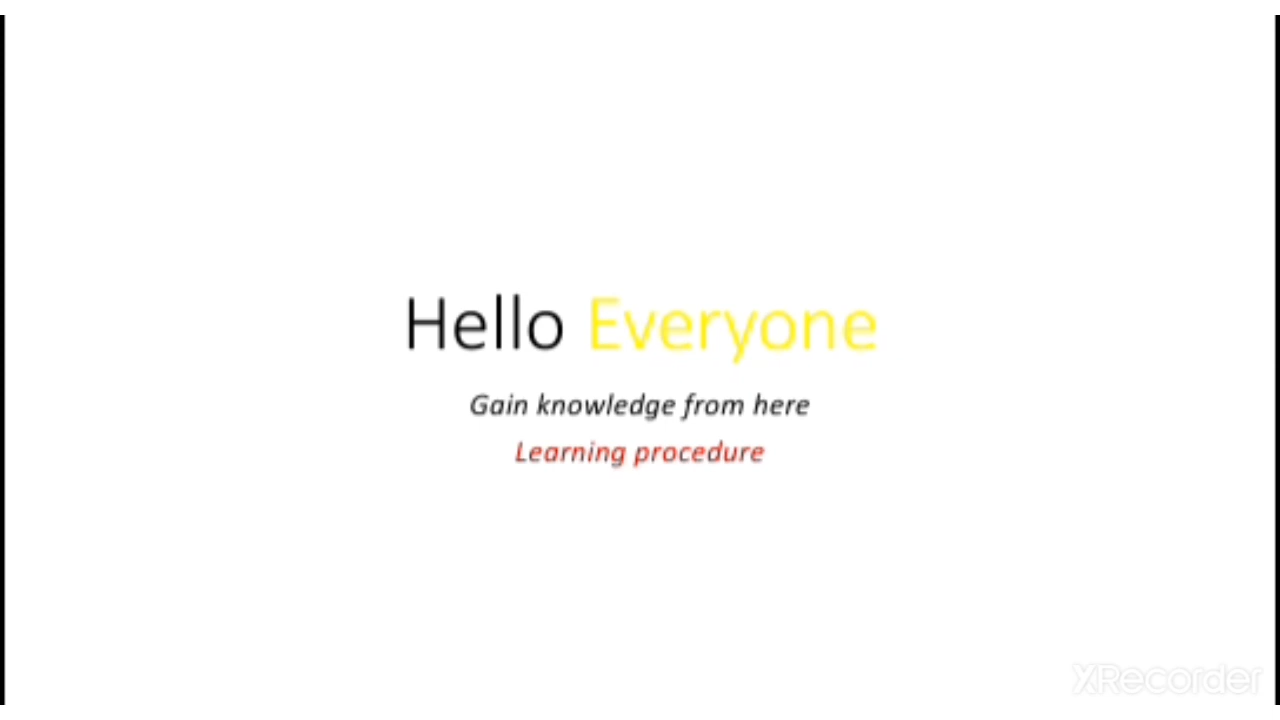 Hello Everyone
Gain knowledge from here
Learning procedure
XRecorder